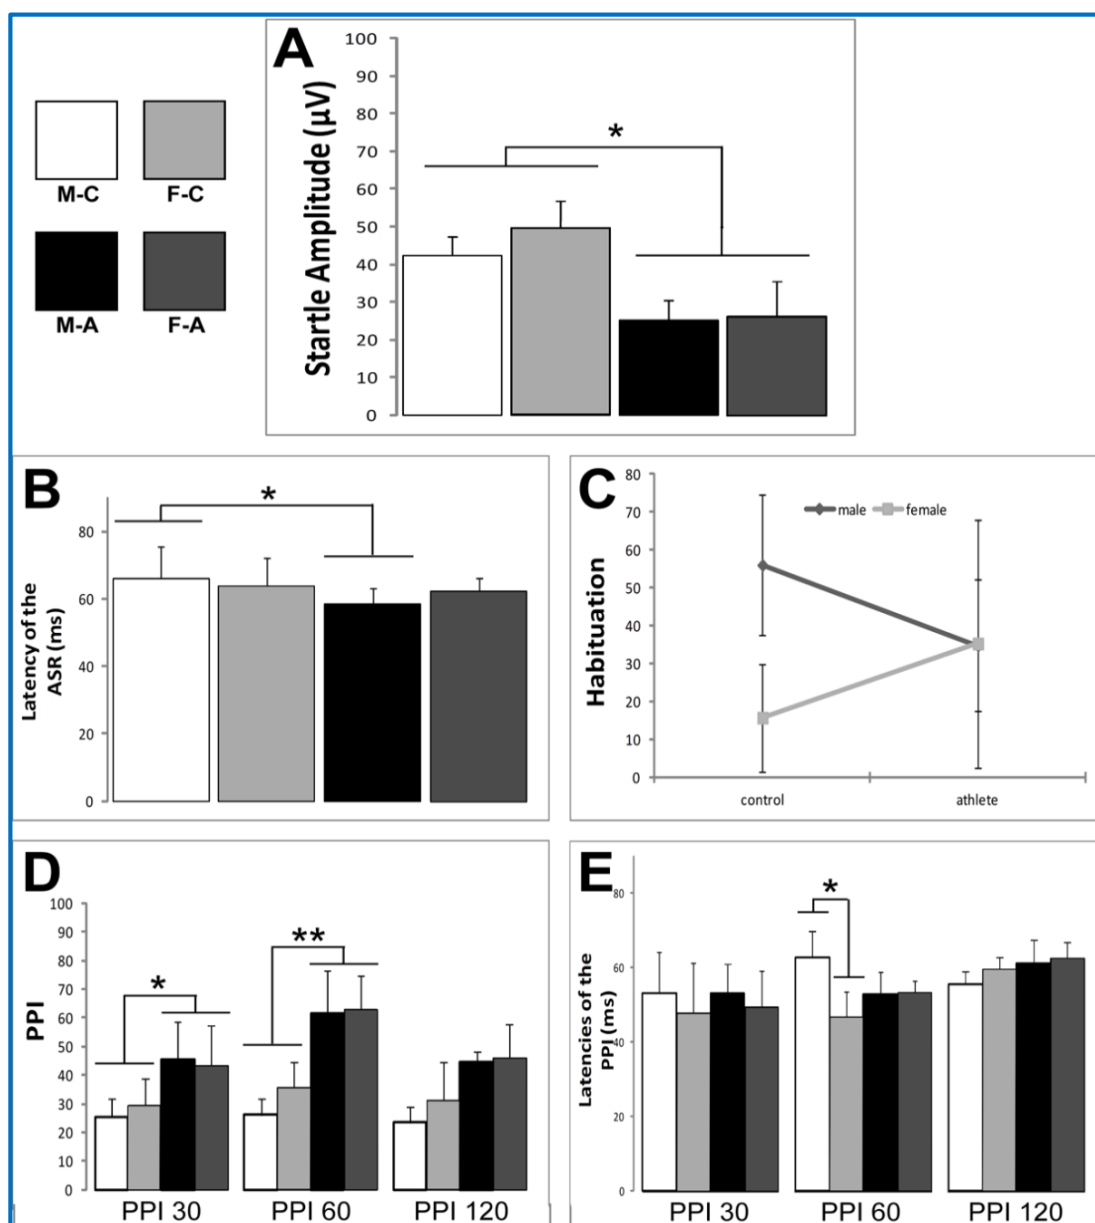 M-C F-C
M-A F-A
A
Startle Amplitude (µV)
100
90
80
70
60
50
40
30
20
10
0
*
B
Latency of the
ASR (ms)
80
60
40
20
0
*
C
Habituation
80
70
60
50
40
30
20
10
0
male female
control athlete
D
PPI
100
90
80
70
60
50
40
30
20
10
0
*
**
PPI 30 PPI 60 PPI 120
E
Latencies of the
PPI (ms)
80
60
40
60
0
*
PPI 30 PPI 60 PPI 120